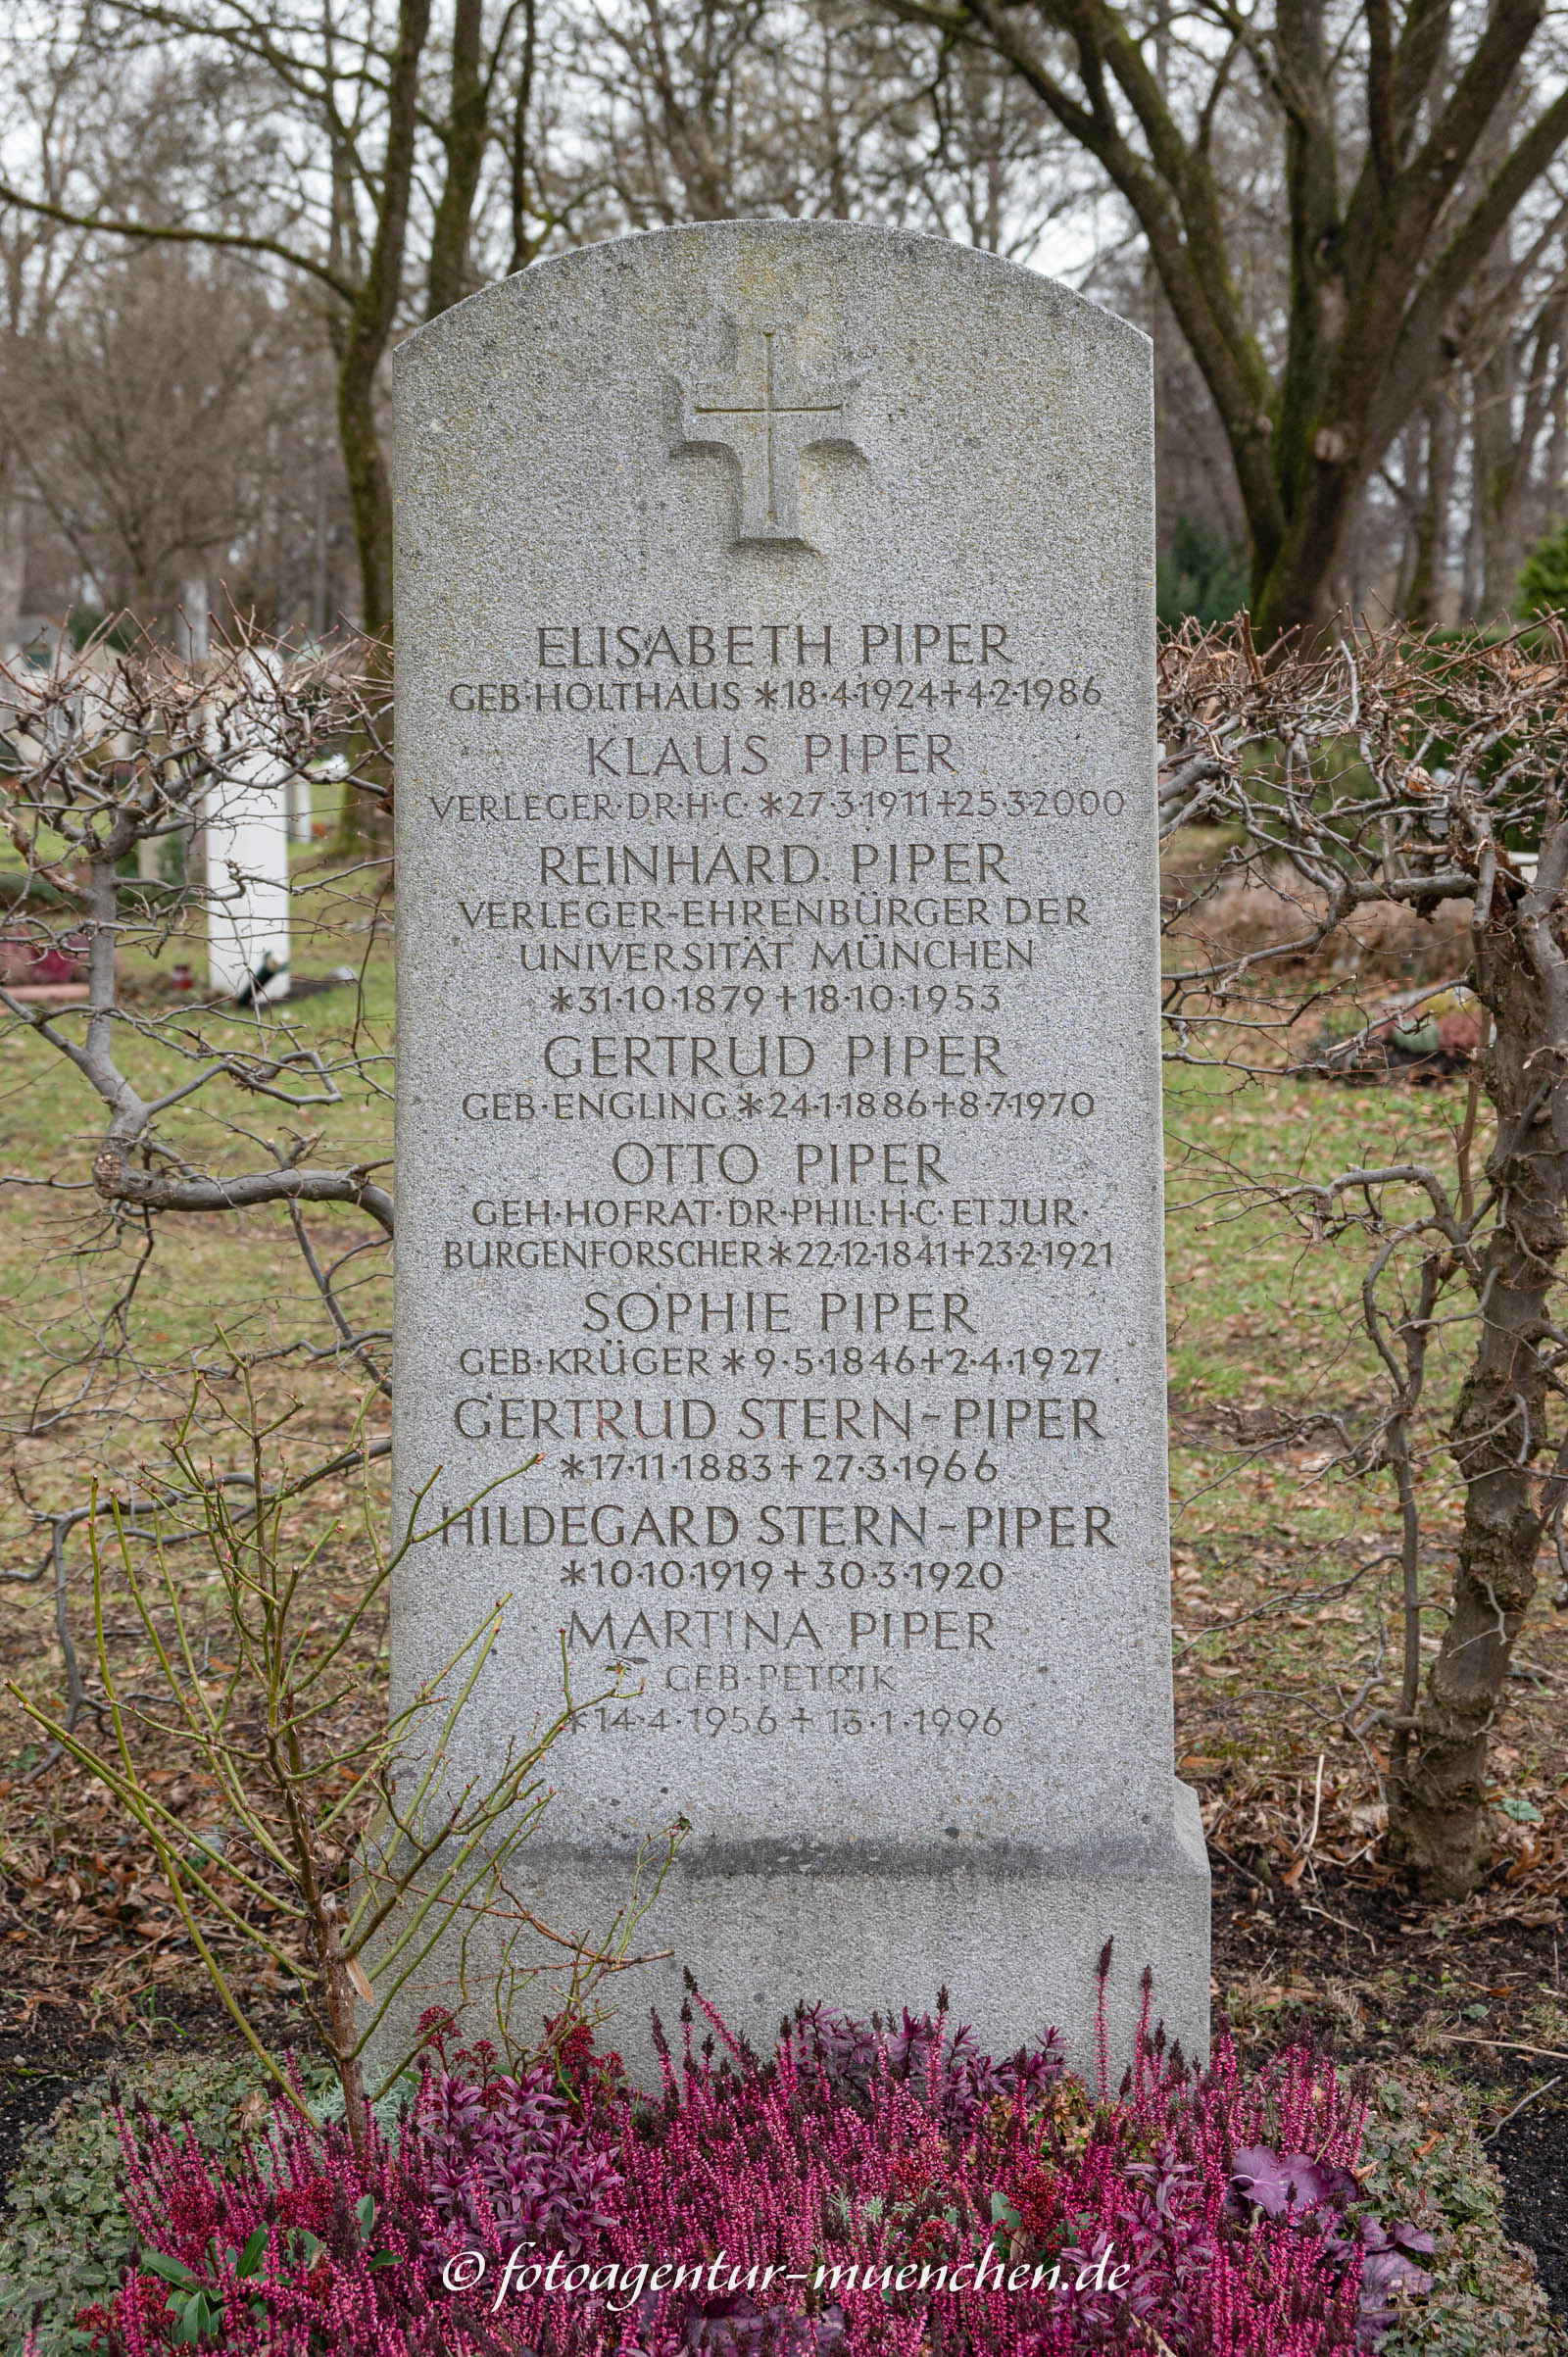 ELISABETH PIPER
GEB·HOLTHAUS *18·4·1924+4·2·1986
KLAUS PIPER
VERLEGER·DR·H·C· *27·3·1911+25·3·2000
REINHARD PIPER
VERLEGER-EHRENBÜRGER DER
UNIVERSITÄT MÜNCHEN
*31·10·1879+18·10·1953
GERTRUD PIPER
GEB·ENGLING *24·1·1886+8·7·1970
OTTO PIPER
GEH·HOFRAT·DR·PHIL·H·C·ET JUR·
BURGENFORSCHER *22·12·1841+23·2·1921
SOPHIE PIPER
GEB·KRÜGER *9·5·1846+2·4·1927
GERTRUD STERN-PIPER
*17·11·1883+27·3·1966
HILDEGARD STERN-PIPER
*10·10·1919+30·3·1920
MARTINA PIPER
GEB·PETRIK
*14·4·1956+13·1·1996
© fotoagentur-muenchen.de